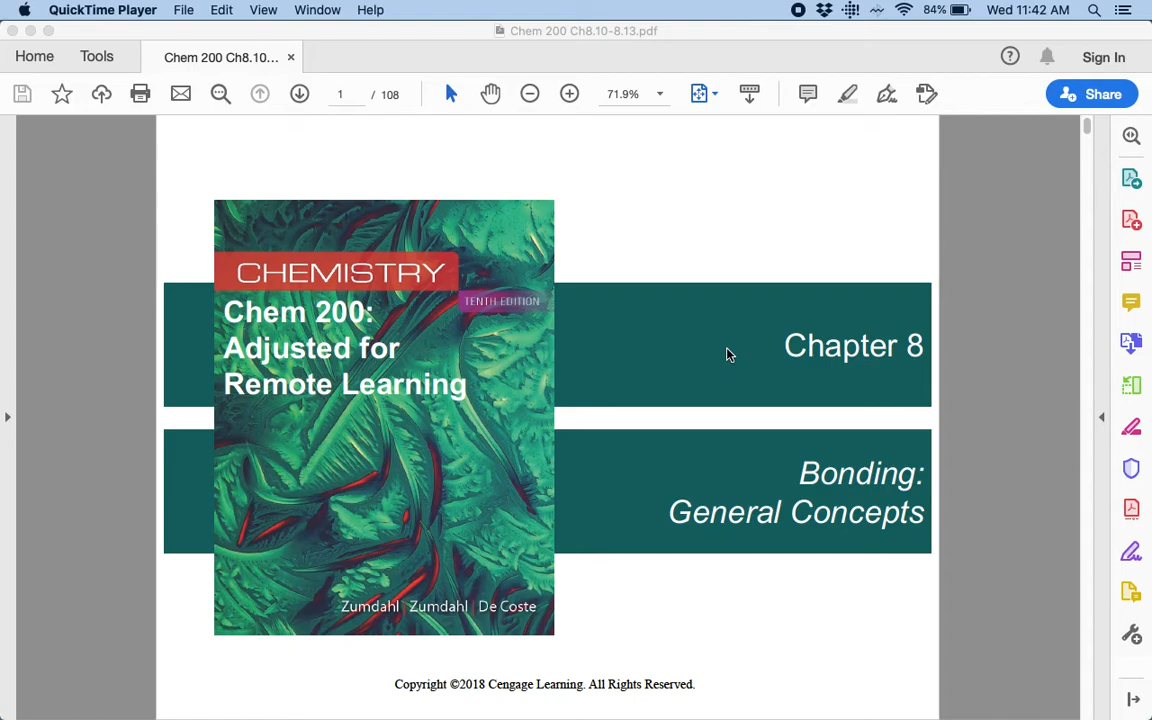 QuickTime Player File Edit View Window Help 84% Wed 11:42 AM
Chem 200 Ch8.10-8.13.pdf
Home Tools Chem 200 Ch8.10... × Sign In
1 / 108 71.9% Share
CHEMISTRY
TENTH EDITION
Chem 200:
Adjusted for
Remote Learning
Chapter 8
Bonding:
General Concepts
Zumdahl Zumdahl De Coste
Copyright ©2018 Cengage Learning. All Rights Reserved.